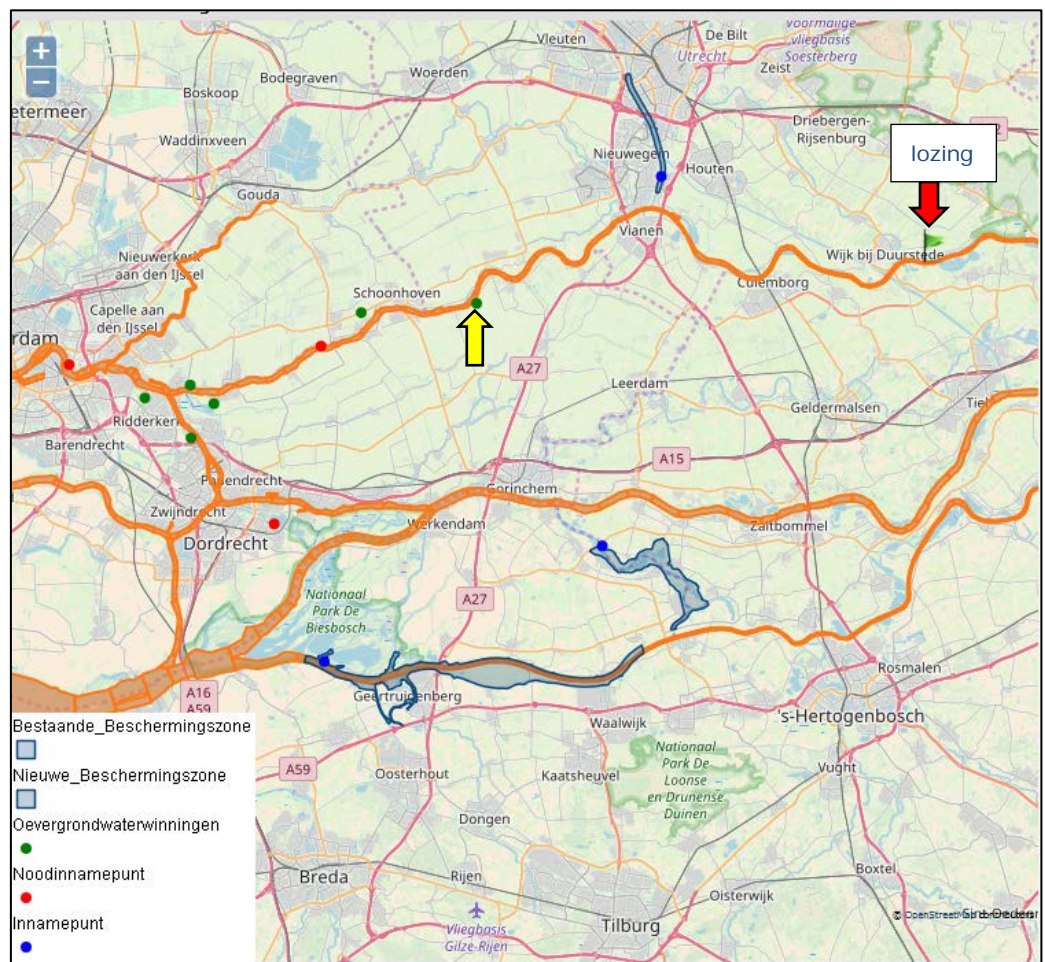 +
−
voormalige
vliegbasis
Soesterberg
De Bilt
Vleuten
Utrecht
Zeist
Woerden
Bodegraven
Boskoop
etermeer
Waddinxveen
Driebergen-
Rijsenburg
lozing
Nieuwegein
Houten
Gouda
Vianen
Wijk bij Duurstede
Nieuwerkerk
aan den IJssel
Culemborg
Schoonhoven
Capelle aan
den IJssel
rdam
A27
Leerdam
Geldermalsen
Tiel
Ridderkerk
Barendrecht
A15
Papendrecht
Gorinchem
Zwijndrecht
Werkendam
Zaltbommel
Dordrecht
Nationaal
Park De
Biesbosch
A27
Rosmalen
A16
A59
Geertruidenberg
Waalwijk
's-Hertogenbosch
Bestaande_Beschermingszone
Nieuwe_Beschermingszone
Oevergrondwaterwinningen
Noodinnamepunt
Innamepunt
A59
Oosterhout
Kaatsheuvel
Nationaal
Park De
Loonse
en Drunense
Duinen
Vught
Dongen
Breda
Rijen
Boxtel
Oisterwijk
Vliegbasis
Gilze-Rijen
Tilburg
© OpenStreetMap contributors